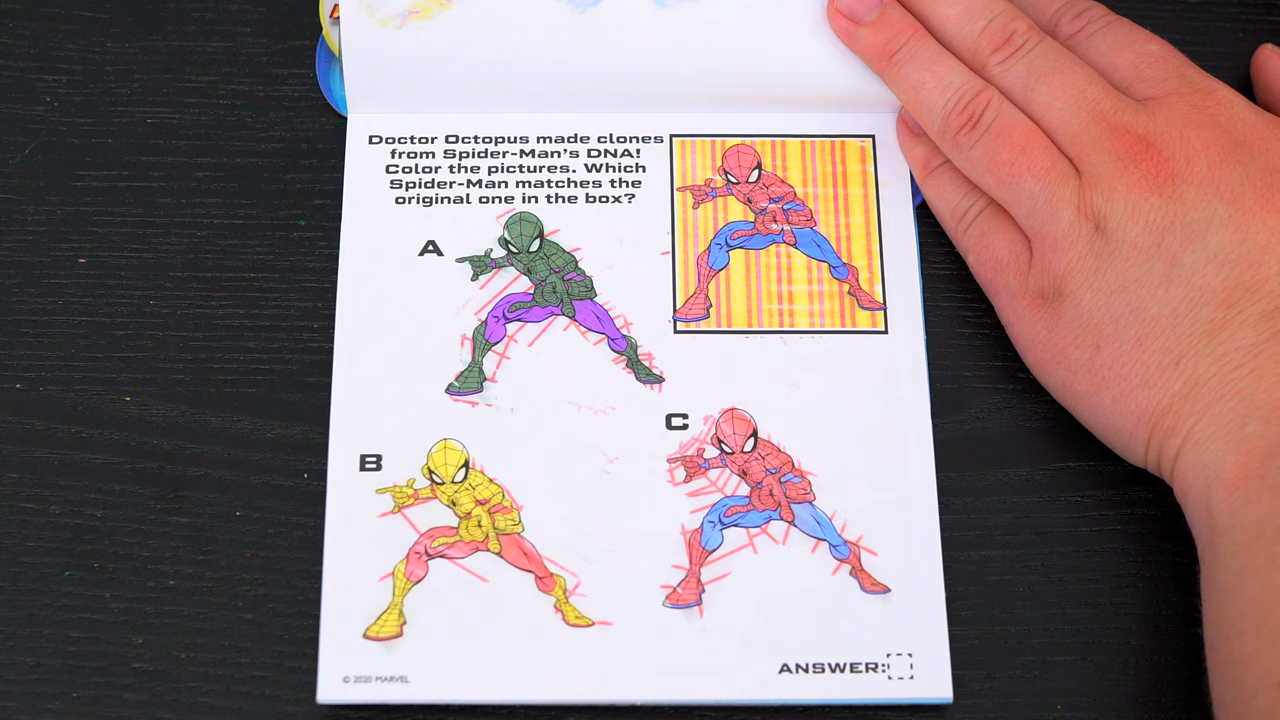 Doctor Octopus made clones
from Spider-Man's DNA!
Color the pictures. Which
Spider-Man matches the
original one in the box?
A
B
C
ANSWER:
© 2020 MARVEL